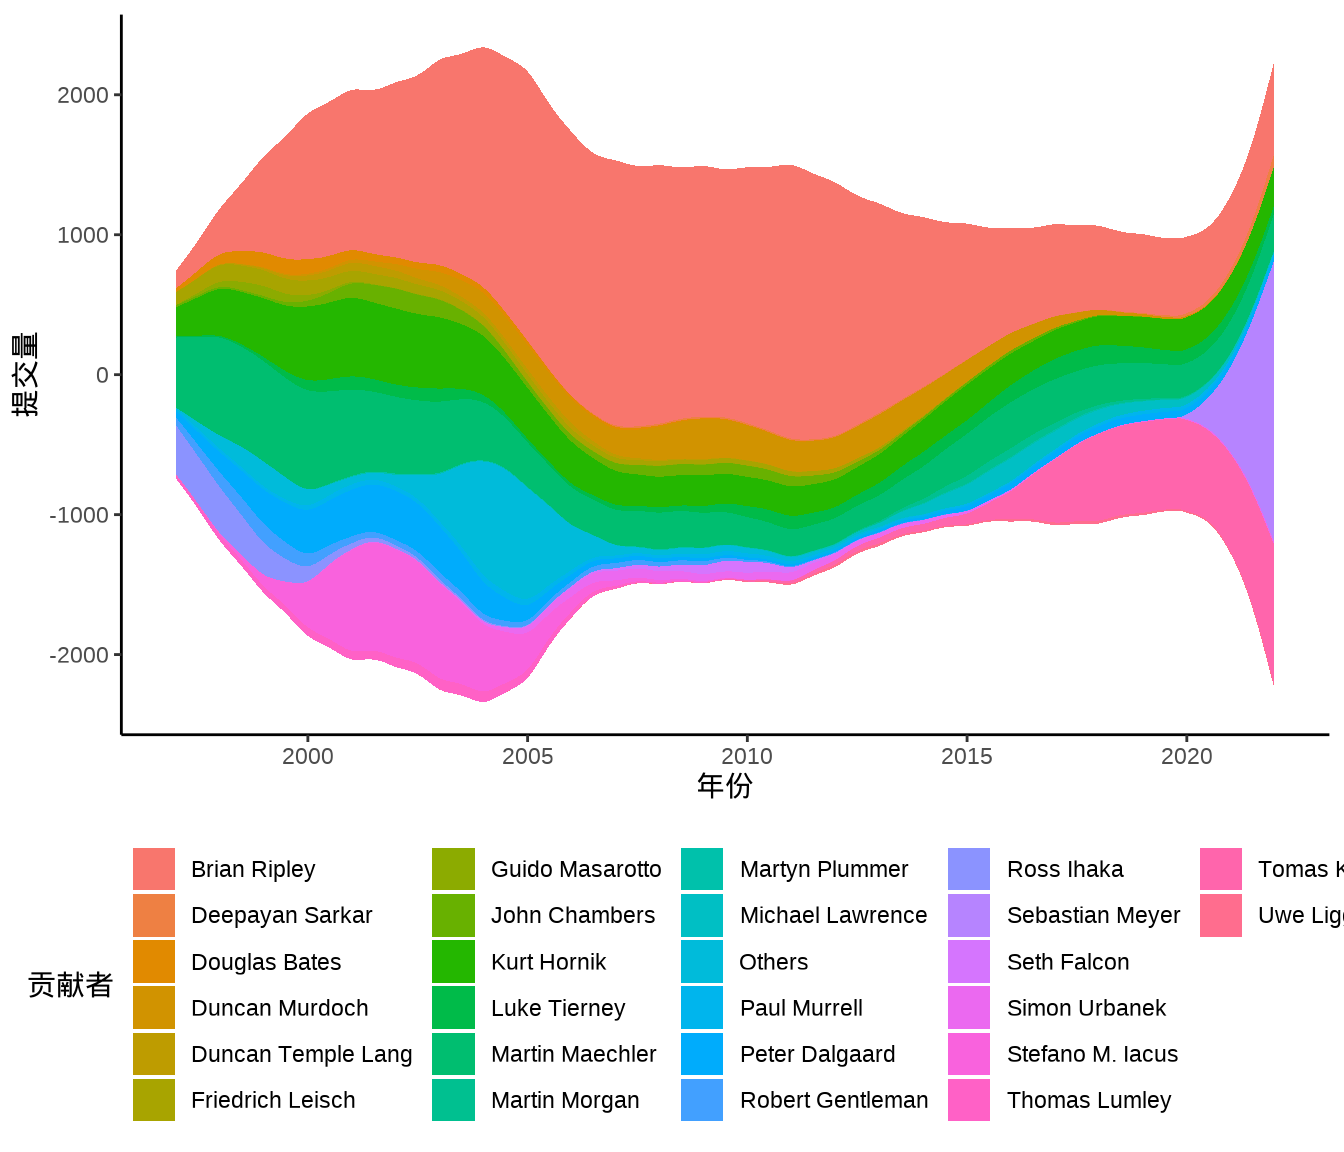 提交量
2000
1000
0
-1000
-2000
2000 2005 2010 2015 2020
年份
贡献者
Brian Ripley
Deepayan Sarkar
Douglas Bates
Duncan Murdoch
Duncan Temple Lang
Friedrich Leisch
Guido Masarotto
John Chambers
Kurt Hornik
Luke Tierney
Martin Maechler
Martin Morgan
Martyn Plummer
Michael Lawrence
Others
Paul Murrell
Peter Dalgaard
Robert Gentleman
Ross Ihaka
Sebastian Meyer
Seth Falcon
Simon Urbanek
Stefano M. Iacus
Thomas Lumley
Tomas
Uwe